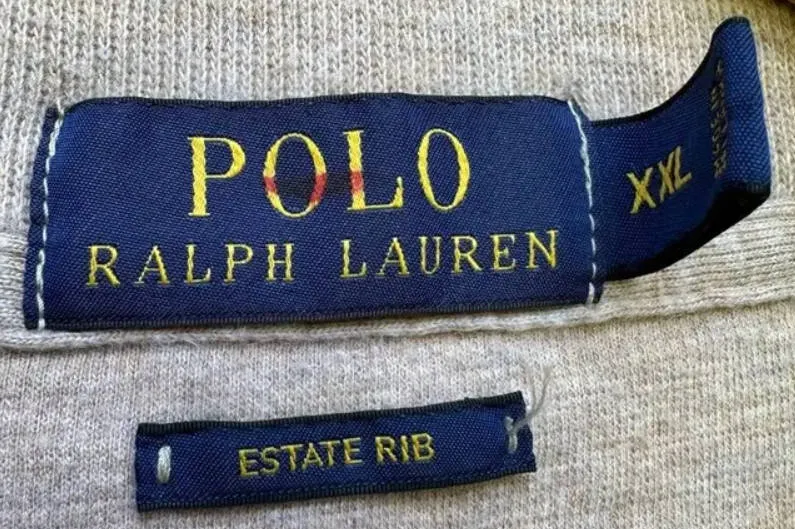 POLO
RALPH LAUREN
XXL
ESTATE RIB